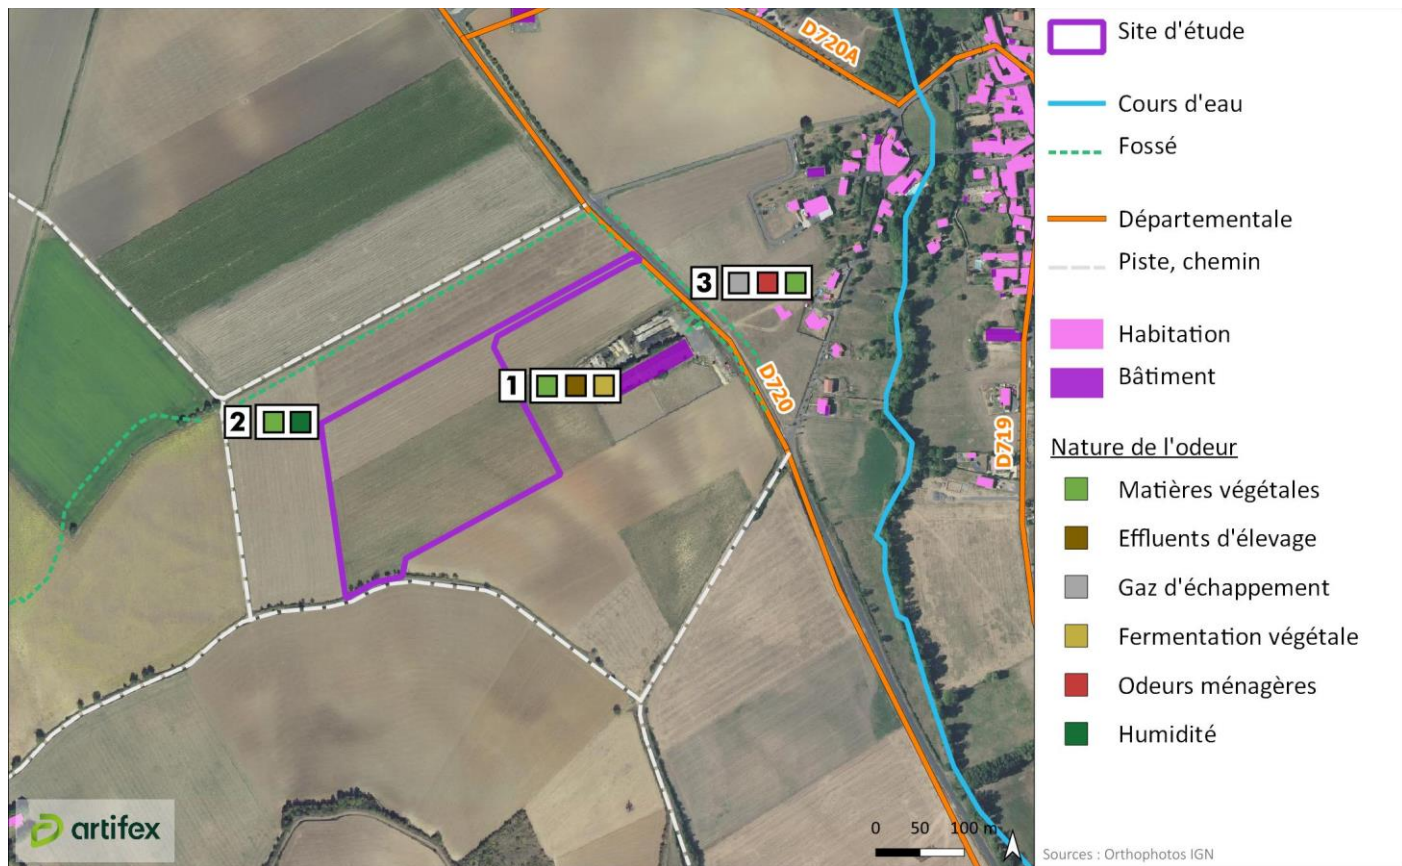 D720A
3
1
2
D720
D719
artifex
0 50 100 m
Site d'étude
Cours d'eau
Fossé
Départementale
Piste, chemin
Habitation
Bâtiment
Nature de l'odeur
Matières végétales
Effluents d'élevage
Gaz d'échappement
Fermentation végétale
Odeurs ménagères
Humidité
Sources : Orthophotos IGN